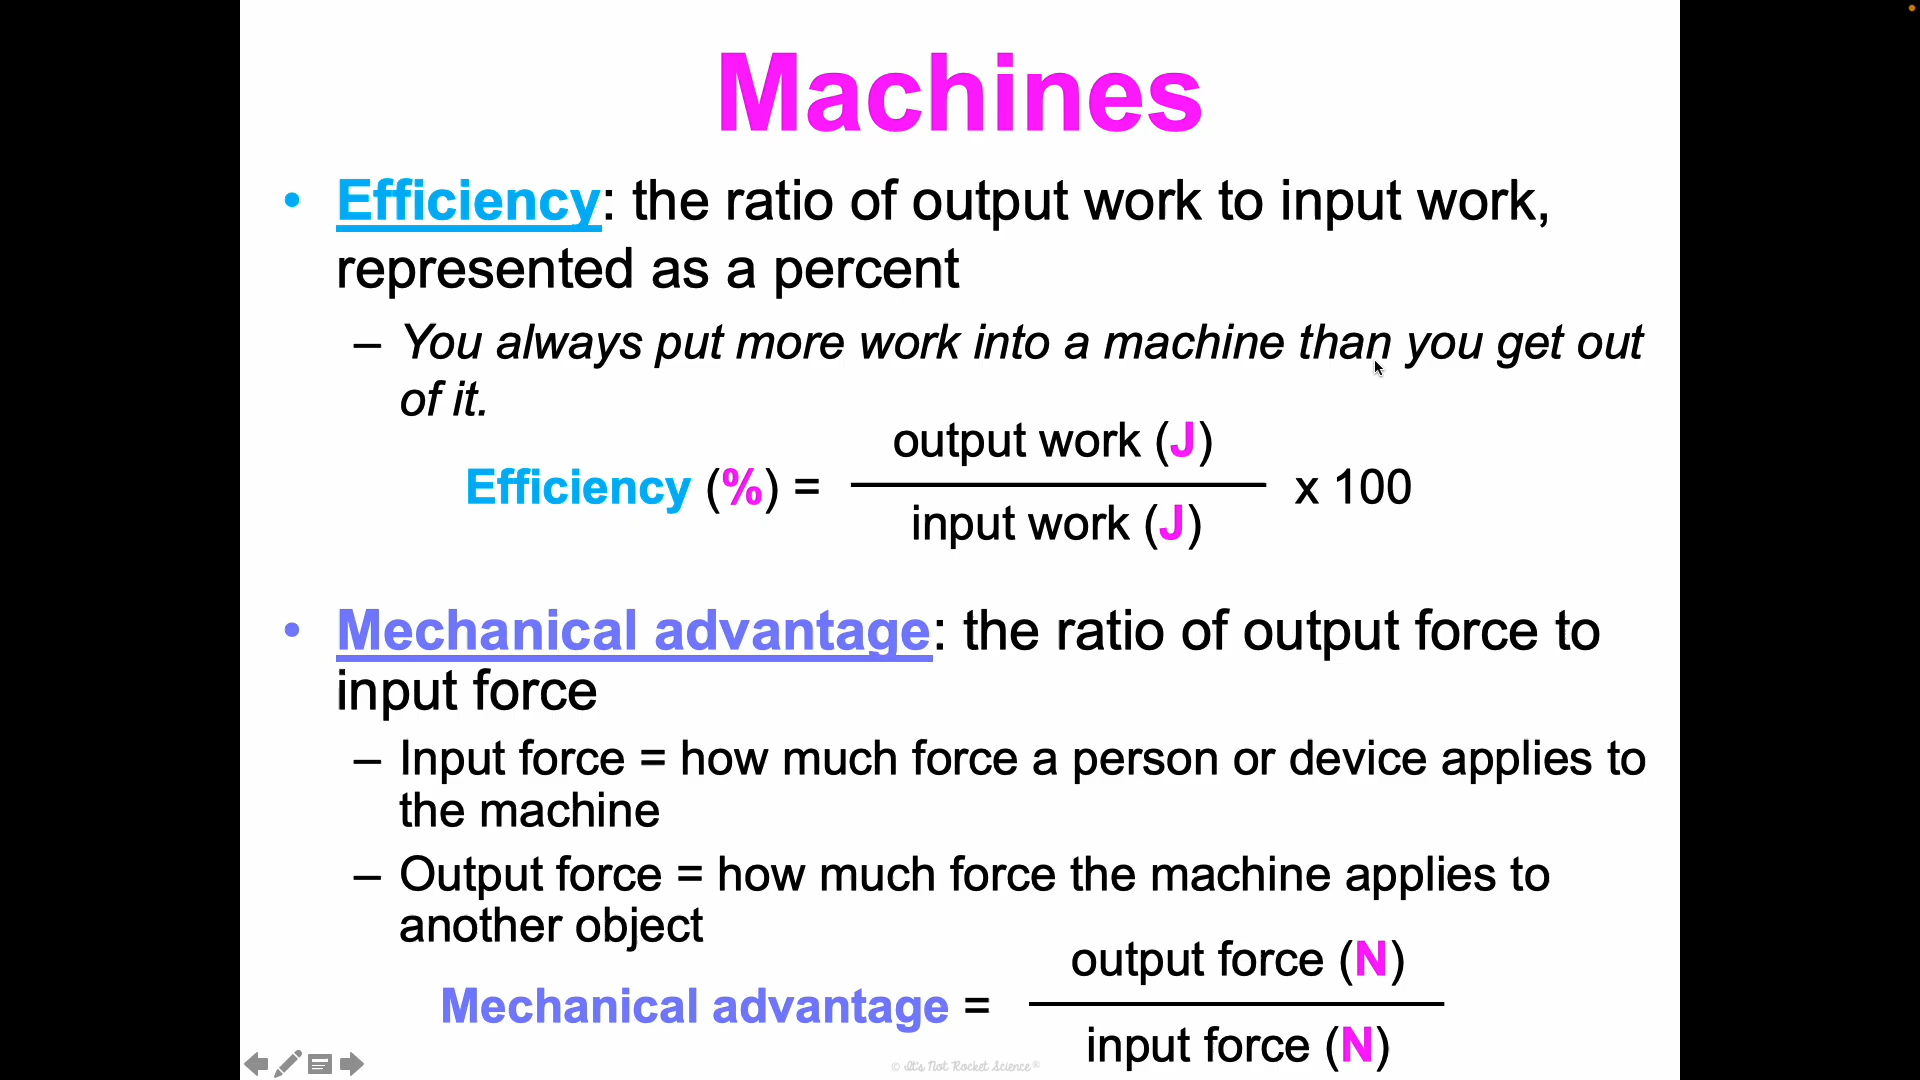 Machines
• Efficiency: the ratio of output work to input work,
represented as a percent
– You always put more work into a machine than you get out
of it.
output work (J)
Efficiency (%) = x 100
input work (J)
• Mechanical advantage: the ratio of output force to
input force
– Input force = how much force a person or device applies to
the machine
– Output force = how much force the machine applies to
another object
output force (N)
Mechanical advantage =
input force (N)
© It's Not Rocket Science®